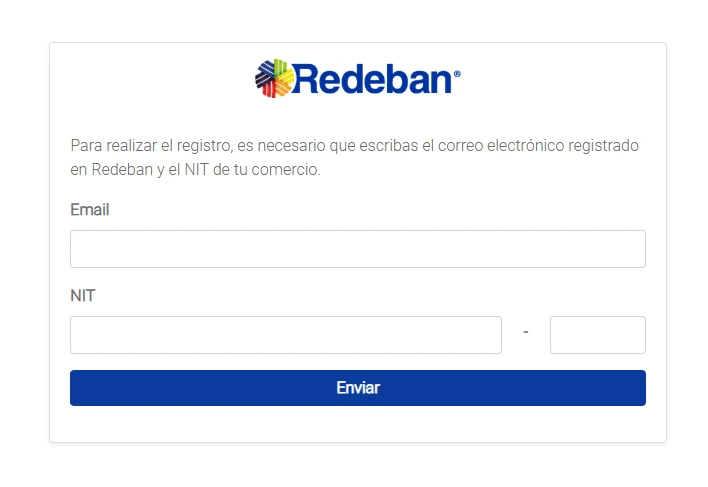 Redeban®
Para realizar el registro, es necesario que escribas el correo electrónico registrado
en Redeban y el NIT de tu comercio.
Email
NIT
-
Enviar